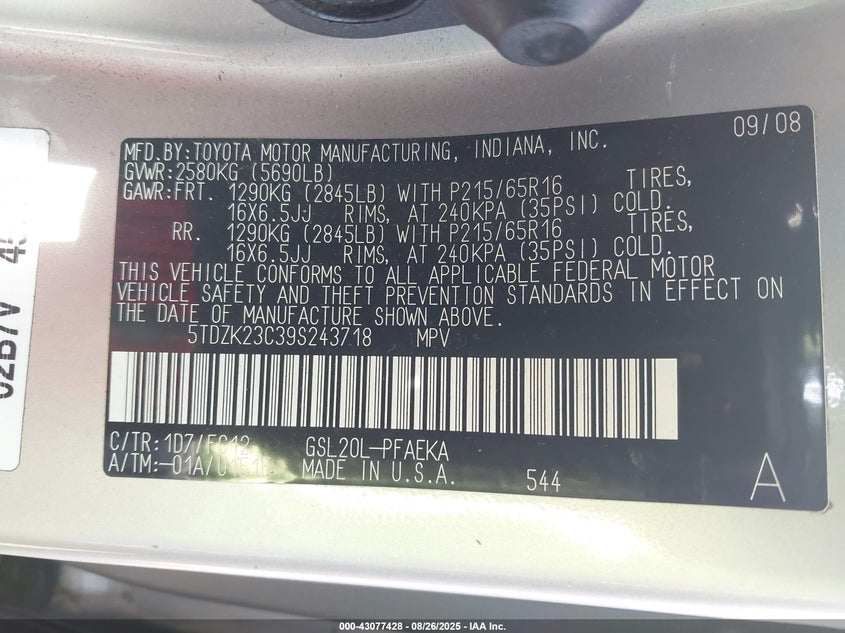 09/08
MFD.BY:TOYOTA MOTOR MANUFACTURING, INDIANA, INC.
GVWR:2580KG (5690LB)
GAWR:FRT. 1290KG (2845LB) WITH P215/65R16 TIRES,
16X6.5JJ RIMS, AT 240KPA (35PSI) COLD.
RR. 1290KG (2845LB) WITH P215/65R16 TIRES,
16X6.5JJ RIMS, AT 240KPA (35PSI) COLD.
THIS VEHICLE CONFORMS TO ALL APPLICABLE FEDERAL MOTOR
VEHICLE SAFETY AND THEFT PREVENTION STANDARDS IN EFFECT ON
THE DATE OF MANUFACTURE SHOWN ABOVE.
5TDZK23C39S243718 MPV
C/TR:1D7/FG12 GSL20L-PFAEKA
A/TM:-01A/ MADE IN U.S.A. 544 A
02B7V
000-43077428 - 08/26/2025 - IAA Inc.